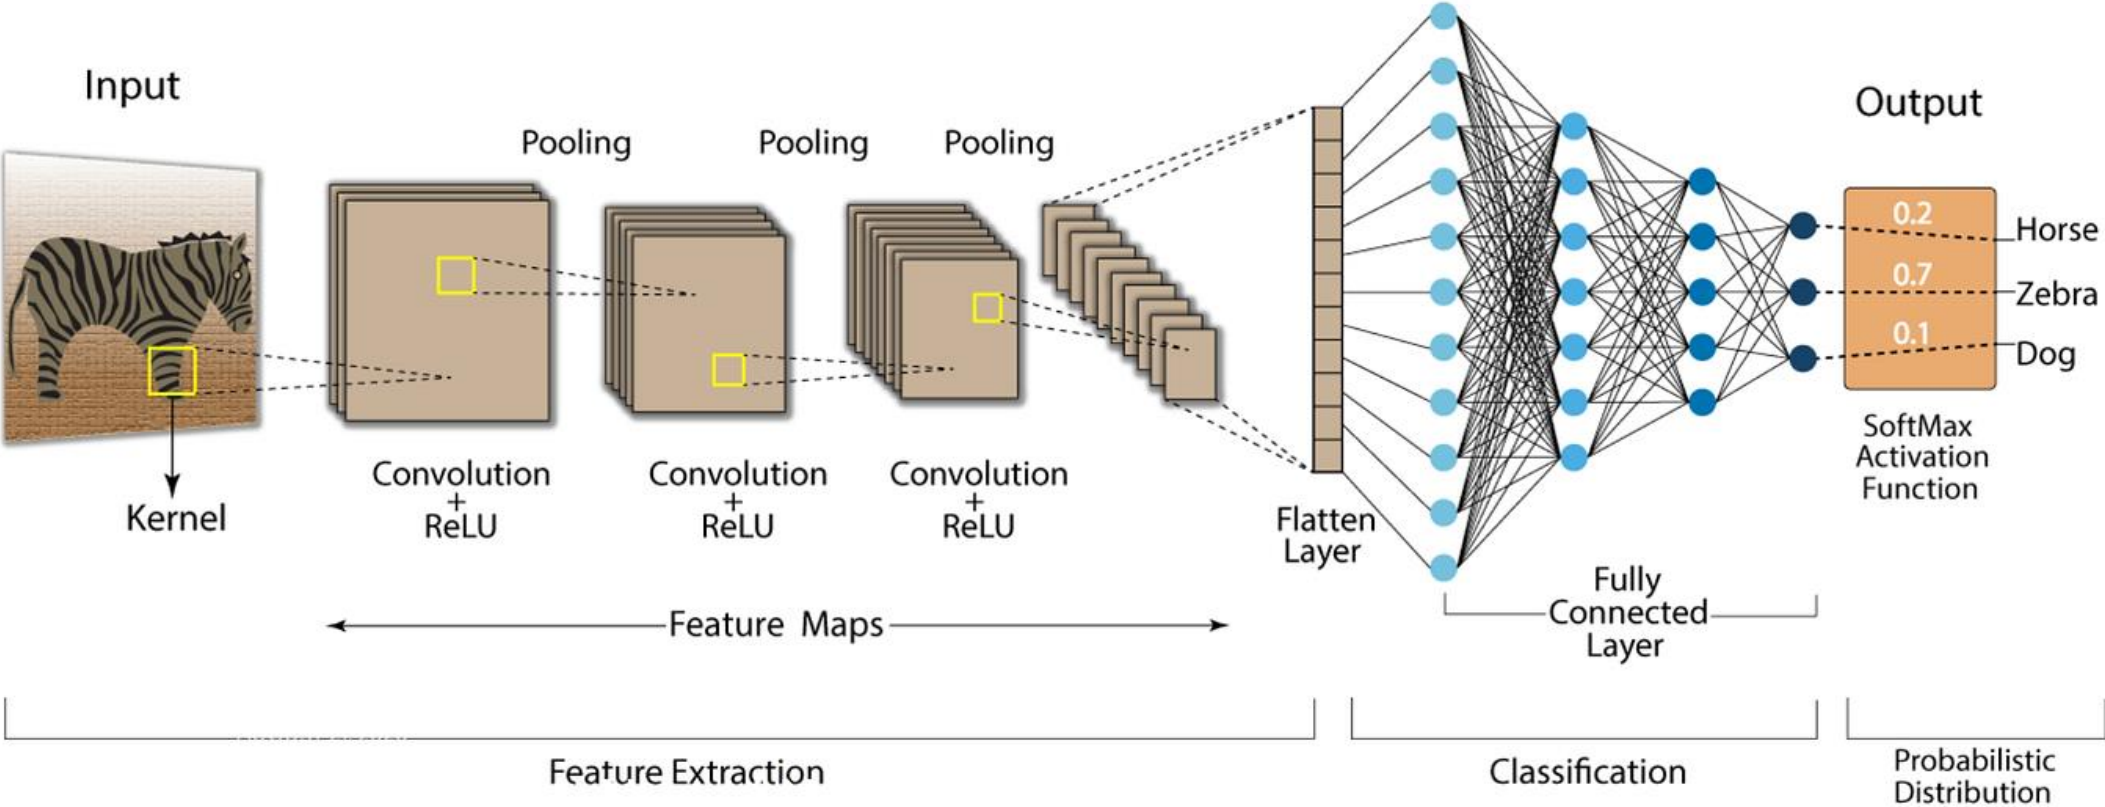 Input
Pooling
Pooling
Pooling
Output
0.2
Horse
0.7
Zebra
0.1
Dog
SoftMax
Activation
Function
Kernel
Convolution
+
ReLU
Convolution
+
ReLU
Convolution
+
ReLU
Flatten
Layer
Fully
Connected
Layer
Feature Maps
Feature Extraction
Classification
Probabilistic
Distribution